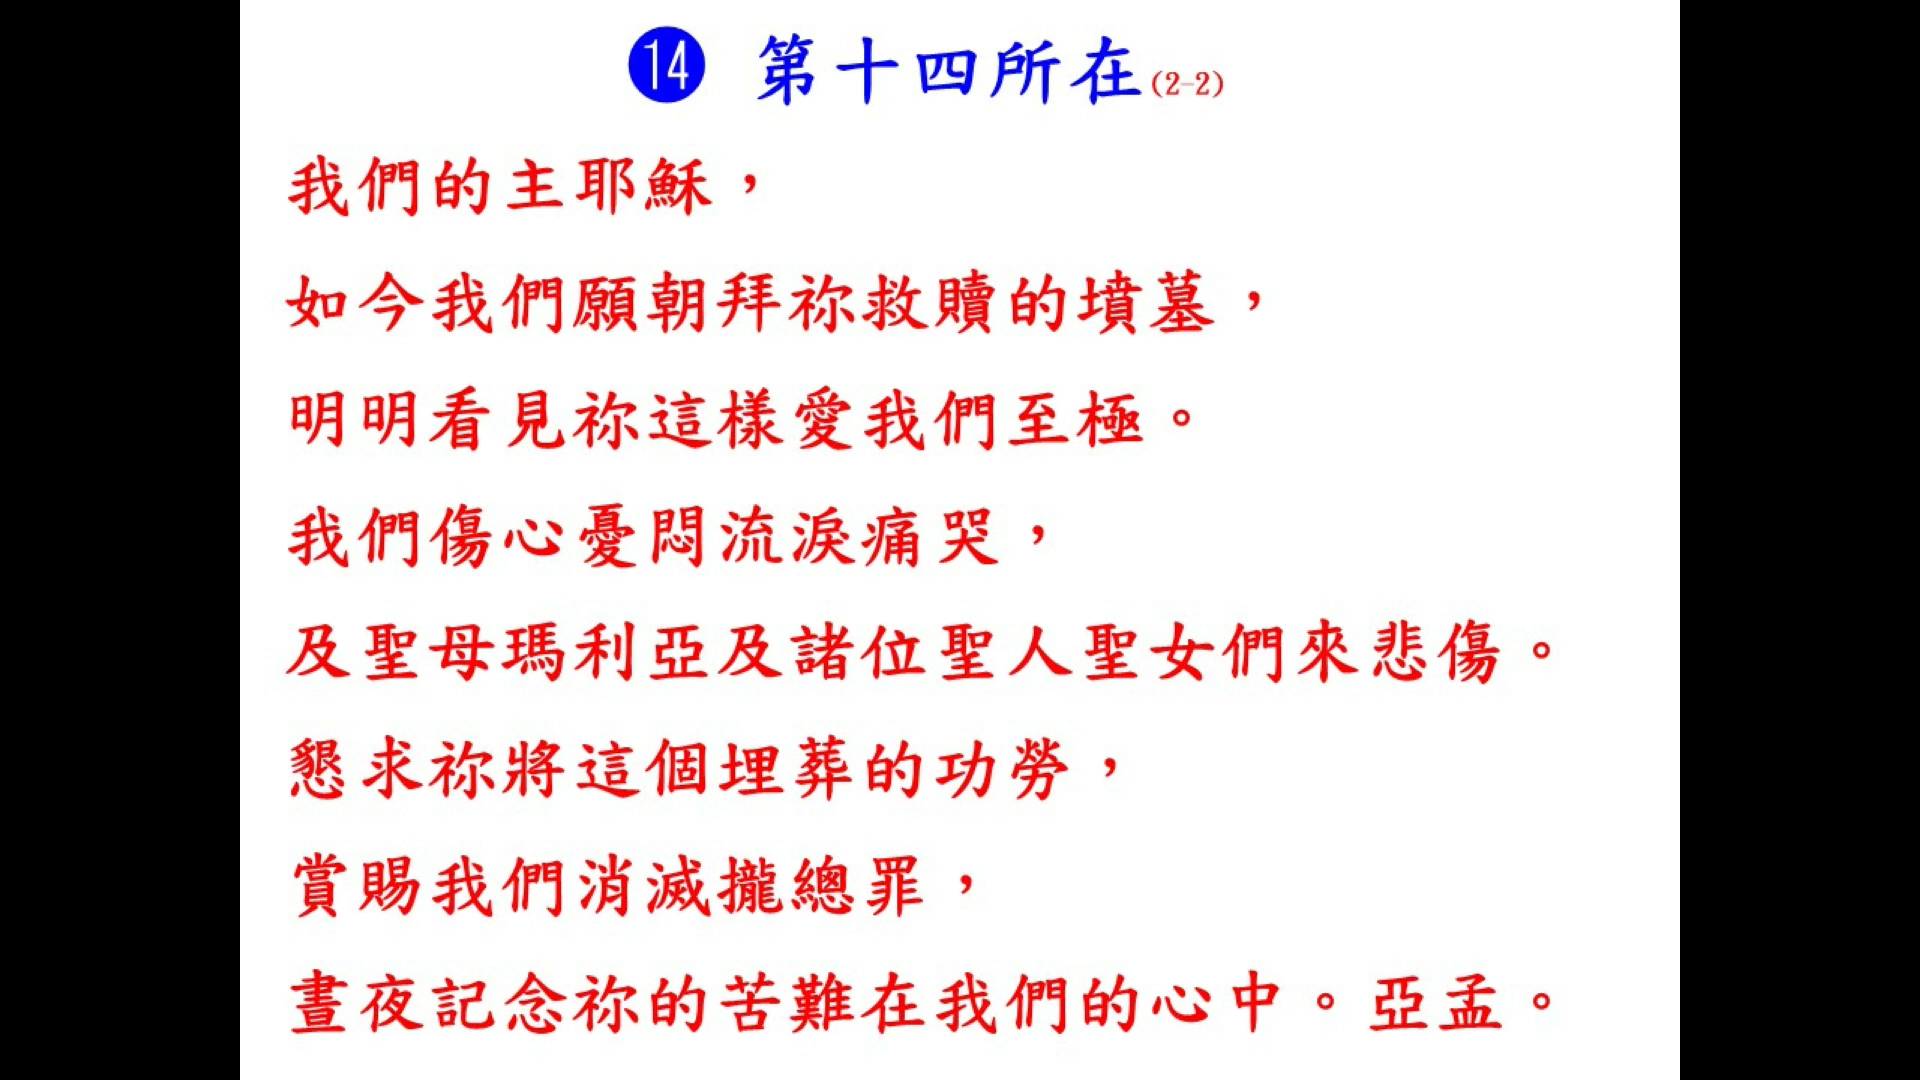 14 第十四所在(2-2)
我們的主耶穌，
如今我們願朝拜祢救贖的墳墓，
明明看見祢這樣愛我們至極。
我們傷心憂悶流淚痛哭，
及聖母瑪利亞及諸位聖人聖女們來悲傷。
懇求祢將這個埋葬的功勞，
賞賜我們消滅攏總罪，
晝夜記念祢的苦難在我們的心中。亞孟。